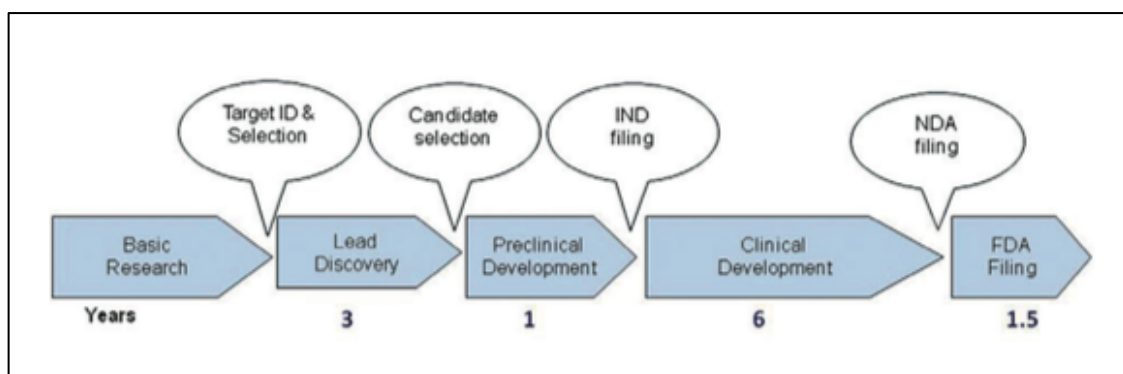 Target ID &
Selection
Candidate
selection
IND
filing
NDA
filing
Basic
Research
Lead
Discovery
Preclinical
Development
Clinical
Development
FDA
Filing
Years
3
1
6
1.5